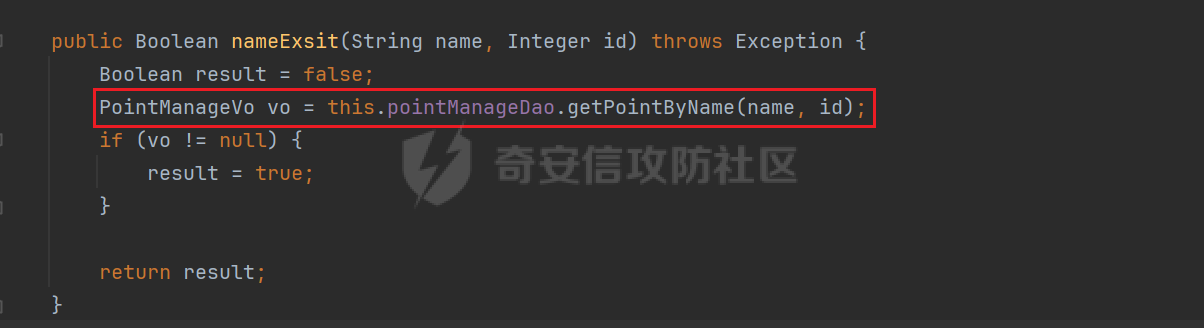 public Boolean nameExsit(String name, Integer id) throws Exception {
Boolean result = false;
PointManageVo vo = this.pointManageDao.getPointByName(name, id);
if (vo != null) {
result = true;
奇安信攻防社区
}
return result;
}